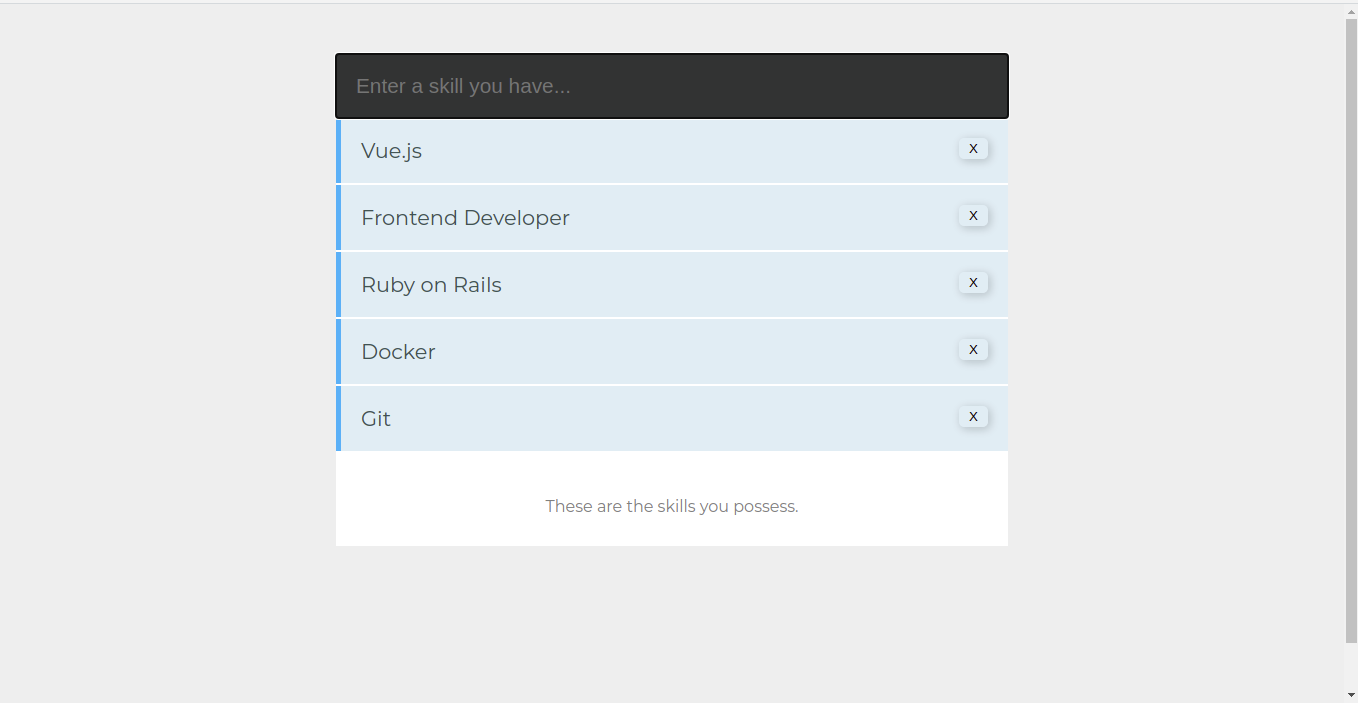 Enter a skill you have...
Vue.js x
Frontend Developer x
Ruby on Rails x
Docker x
Git x
These are the skills you possess.